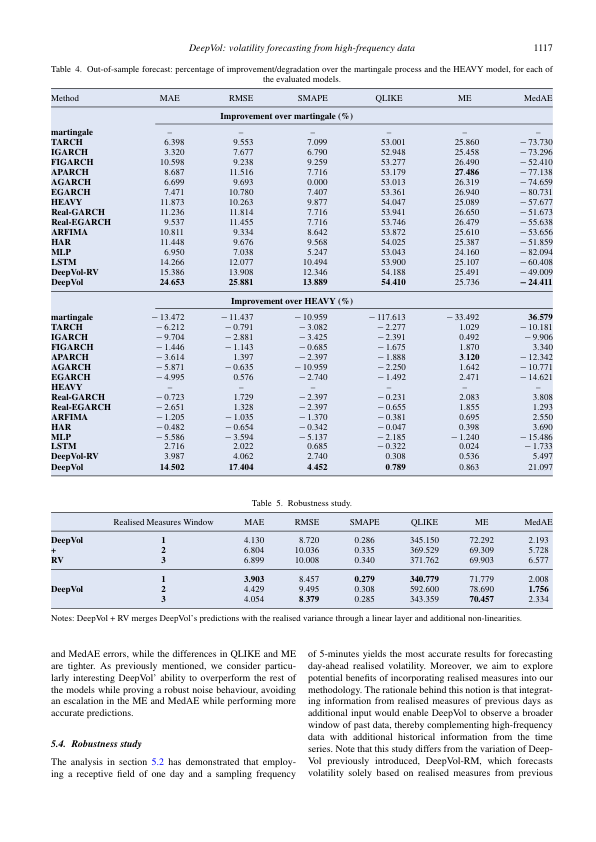 DeepVol: volatility forecasting from high-frequency data 1117
Table 4. Out-of-sample forecast: percentage of improvement/degradation over the martingale process and the HEAVY model, for each of
the evaluated models.
Method MAE RMSE SMAPE QLIKE ME MedAE
Improvement over martingale (%)
martingale – – – – – –
TARCH 6.398 9.553 7.099 53.001 25.860 − 73.730
IGARCH 3.320 7.677 6.790 52.948 25.458 − 73.296
FIGARCH 10.598 9.238 9.259 53.277 26.490 − 52.410
APARCH 8.687 11.516 7.716 53.179 27.486 − 77.138
AGARCH 6.699 9.693 0.000 53.013 26.319 − 74.659
EGARCH 7.471 10.780 7.407 53.361 26.940 − 80.731
HEAVY 11.873 10.263 9.877 54.047 25.089 − 57.677
Real-GARCH 11.236 11.814 7.716 53.941 26.650 − 51.673
Real-EGARCH 9.537 11.455 7.716 53.746 26.479 − 55.638
ARFIMA 10.811 9.334 8.642 53.872 25.610 − 53.656
HAR 11.448 9.676 9.568 54.025 25.387 − 51.859
MLP 6.950 7.038 5.247 53.043 24.160 − 82.094
LSTM 14.266 12.077 10.494 53.900 25.107 − 60.408
DeepVol-RV 15.386 13.908 12.346 54.188 25.491 − 49.009
DeepVol 24.653 25.881 13.889 54.410 25.736 − 24.411
Improvement over HEAVY (%)
martingale − 13.472 − 11.437 − 10.959 − 117.613 − 33.492 36.579
TARCH − 6.212 − 0.791 − 3.082 − 2.277 1.029 − 10.181
IGARCH − 9.704 − 2.881 − 3.425 − 2.391 0.492 − 9.906
FIGARCH − 1.446 − 1.143 − 0.685 − 1.675 1.870 3.340
APARCH − 3.614 1.397 − 2.397 − 1.888 3.120 − 12.342
AGARCH − 5.871 − 0.635 − 10.959 − 2.250 1.642 − 10.771
EGARCH − 4.995 0.576 − 2.740 − 1.492 2.471 − 14.621
HEAVY – – – – – –
Real-GARCH − 0.723 1.729 − 2.397 − 0.231 2.083 3.808
Real-EGARCH − 2.651 1.328 − 2.397 − 0.655 1.855 1.293
ARFIMA − 1.205 − 1.035 − 1.370 − 0.381 0.695 2.550
HAR − 0.482 − 0.654 − 0.342 − 0.047 0.398 3.690
MLP − 5.586 − 3.594 − 5.137 − 2.185 − 1.240 − 15.486
LSTM 2.716 2.022 0.685 − 0.322 0.024 − 1.733
DeepVol-RV 3.987 4.062 2.740 0.308 0.536 5.497
DeepVol 14.502 17.404 4.452 0.789 0.863 21.097
Table 5. Robustness study.
Realised Measures Window MAE RMSE SMAPE QLIKE ME MedAE
DeepVol 1 4.130 8.720 0.286 345.150 72.292 2.193
+ 2 6.804 10.036 0.335 369.529 69.309 5.728
RV 3 6.899 10.008 0.340 371.762 69.903 6.577
1 3.903 8.457 0.279 340.779 71.779 2.008
DeepVol 2 4.429 9.495 0.308 592.600 78.690 1.756
3 4.054 8.379 0.285 343.359 70.457 2.334
Notes: DeepVol + RV merges DeepVol's predictions with the realised variance through a linear layer and additional non-linearities.
and MedAE errors, while the differences in QLIKE and ME
are tighter. As previously mentioned, we consider particu-
larly interesting DeepVol' ability to overperform the rest of
the models while proving a robust noise behaviour, avoiding
an escalation in the ME and MedAE while performing more
accurate predictions.
5.4. Robustness study
The analysis in section 5.2 has demonstrated that employ-
ing a receptive field of one day and a sampling frequency
of 5-minutes yields the most accurate results for forecasting
day-ahead realised volatility. Moreover, we aim to explore
potential benefits of incorporating realised measures into our
methodology. The rationale behind this notion is that integrat-
ing information from realised measures of previous days as
additional input would enable DeepVol to observe a broader
window of past data, thereby complementing high-frequency
data with additional historical information from the time
series. Note that this study differs from the variation of Deep-
Vol previously introduced, DeepVol-RM, which forecasts
volatility solely based on realised measures from previous